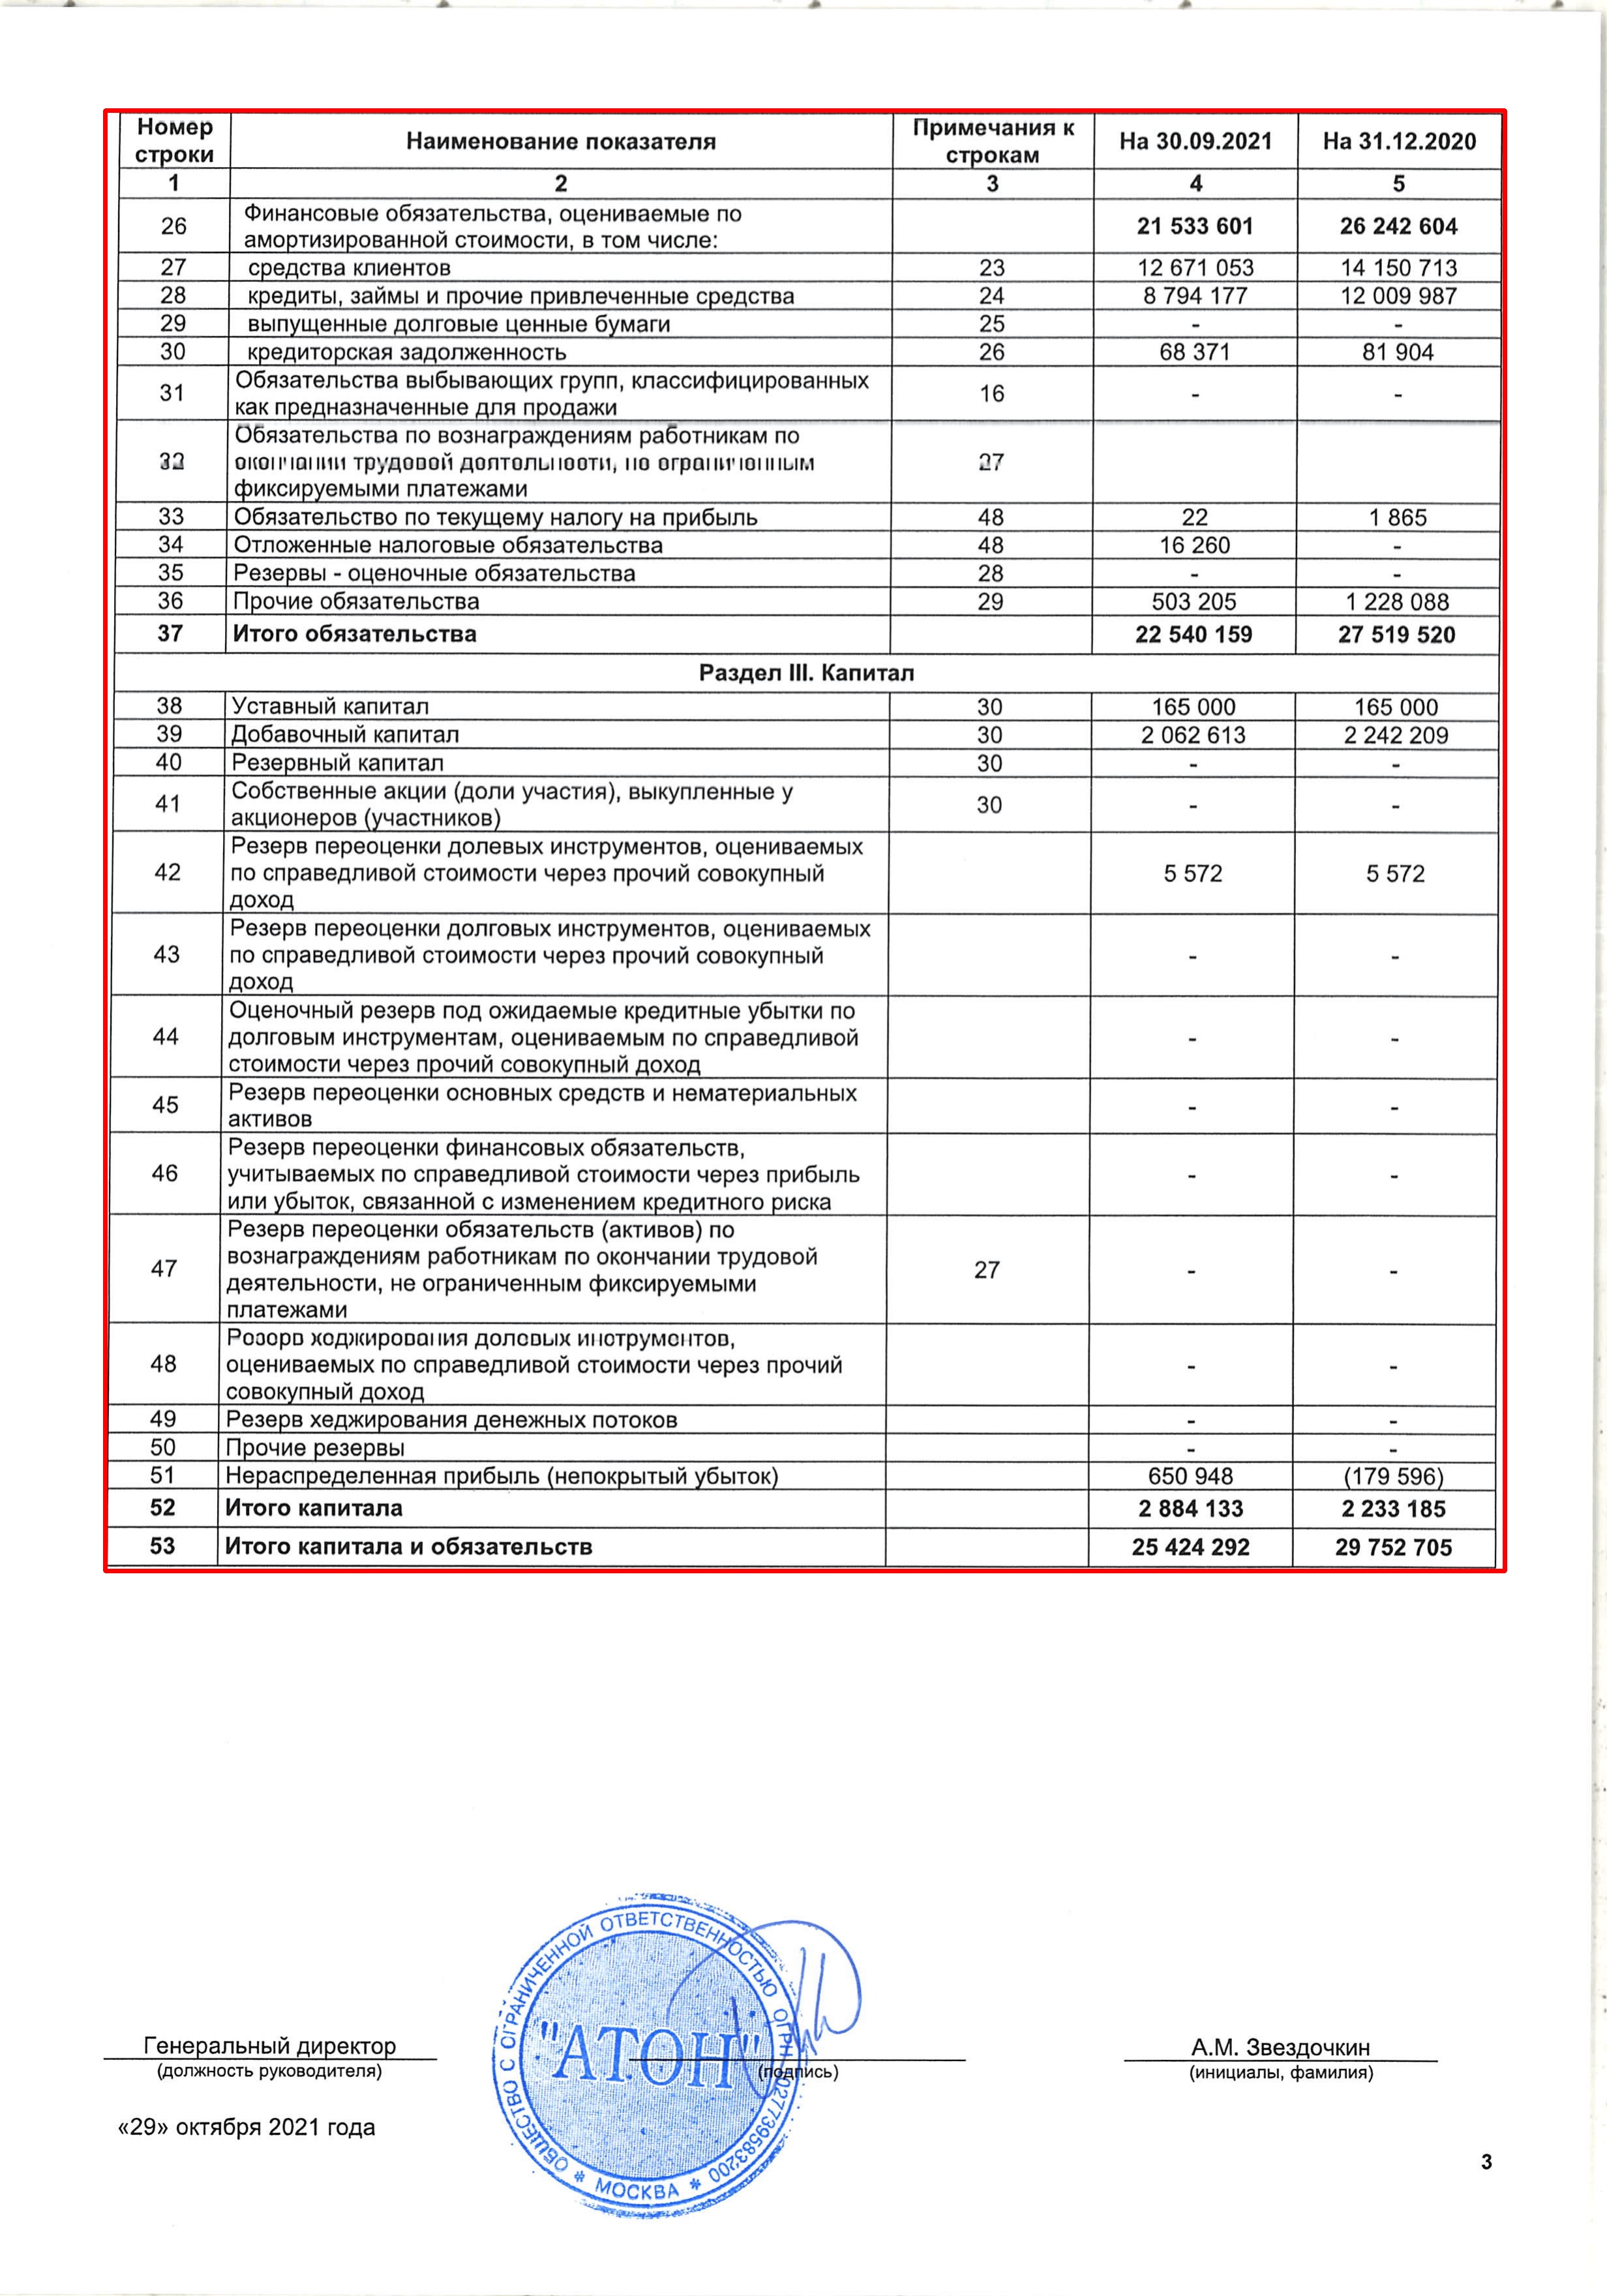 Номер строки Наименование показателя Примечания к строкам На 30.09.2021 На 31.12.2020
1 2 3 4 5
26 Финансовые обязательства, оцениваемые по амортизированной стоимости, в том числе: 21 533 601 26 242 604
27 средства клиентов 23 12 671 053 14 150 713
28 кредиты, займы и прочие привлеченные средства 24 8 794 177 12 009 987
29 выпущенные долговые ценные бумаги 25 - -
30 кредиторская задолженность 26 68 371 81 904
31 Обязательства выбывающих групп, классифицированных как предназначенные для продажи 16 - -
32 Обязательства по вознаграждениям работникам по окончании трудовой деятельности, не ограниченным фиксируемыми платежами 27
33 Обязательство по текущему налогу на прибыль 48 22 1 865
34 Отложенные налоговые обязательства 48 16 260 -
35 Резервы - оценочные обязательства 28 - -
36 Прочие обязательства 29 503 205 1 228 088
37 Итого обязательства 22 540 159 27 519 520
Раздел III. Капитал
38 Уставный капитал 30 165 000 165 000
39 Добавочный капитал 30 2 062 613 2 242 209
40 Резервный капитал 30 - -
41 Собственные акции (доли участия), выкупленные у акционеров (участников) 30 - -
42 Резерв переоценки долевых инструментов, оцениваемых по справедливой стоимости через прочий совокупный доход 5 572 5 572
43 Резерв переоценки долговых инструментов, оцениваемых по справедливой стоимости через прочий совокупный доход - -
44 Оценочный резерв под ожидаемые кредитные убытки по долговым инструментам, оцениваемым по справедливой стоимости через прочий совокупный доход - -
45 Резерв переоценки основных средств и нематериальных активов - -
46 Резерв переоценки финансовых обязательств, учитываемых по справедливой стоимости через прибыль или убыток, связанной с изменением кредитного риска - -
47 Резерв переоценки обязательств (активов) по вознаграждениям работникам по окончании трудовой деятельности, не ограниченным фиксируемыми платежами 27 - -
48 Резерв хеджирования долевых инструментов, оцениваемых по справедливой стоимости через прочий совокупный доход - -
49 Резерв хеджирования денежных потоков - -
50 Прочие резервы - -
51 Нераспределенная прибыль (непокрытый убыток) 650 948 (179 596)
52 Итого капитала 2 884 133 2 233 185
53 Итого капитала и обязательств 25 424 292 29 752 705
ОБЩЕСТВО С ОГРАНИЧЕННОЙ ОТВЕТСТВЕННОСТЬЮ ОГРН 1027739583200
* МОСКВА *
"АТОН"
Генеральный директор А.М. Звездочкин
(должность руководителя) (подпись) (инициалы, фамилия)
«29» октября 2021 года
3